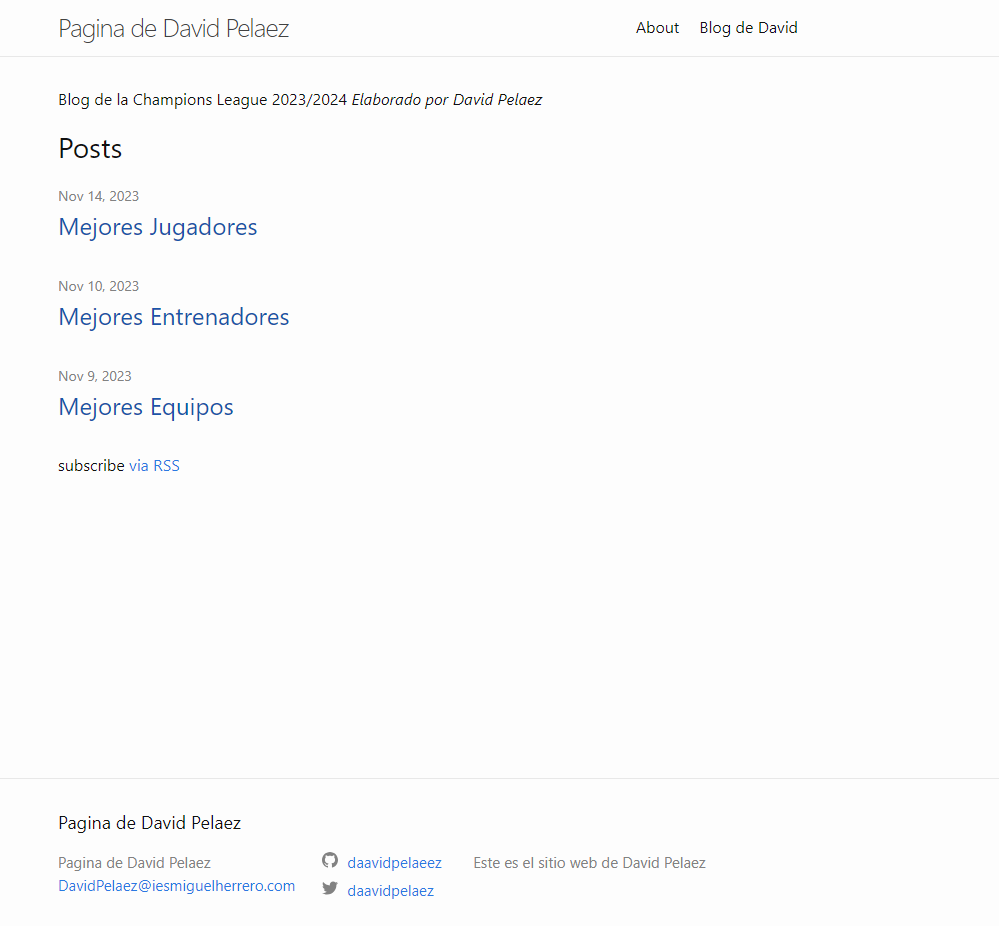 Pagina de David Pelaez
About Blog de David
Blog de la Champions League 2023/2024 Elaborado por David Pelaez
Posts
Nov 14, 2023
Mejores Jugadores
Nov 10, 2023
Mejores Entrenadores
Nov 9, 2023
Mejores Equipos
subscribe via RSS
Pagina de David Pelaez
Pagina de David Pelaez
DavidPelaez@iesmiguelherrero.com
daavidpelaeez
daavidpelaez
Este es el sitio web de David Pelaez